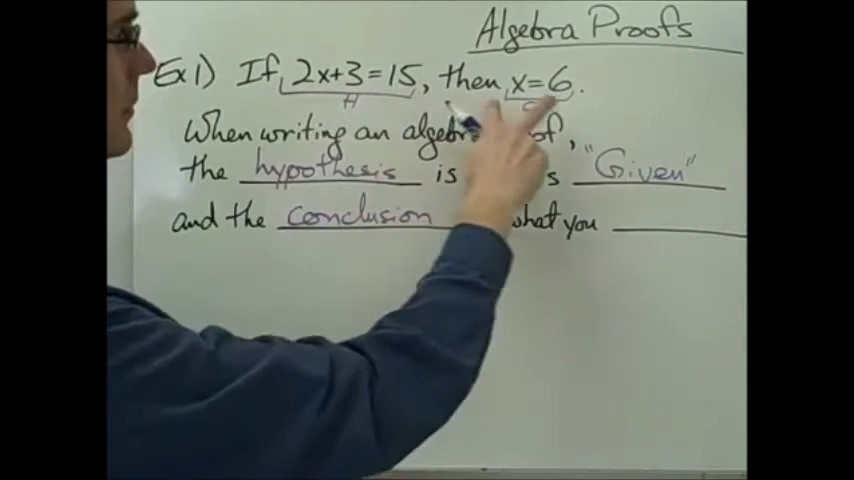 Algebra Proofs
Ex1) If 2x+3=15, then x=6.
H C
When writing an algebra
the hypothesis is "Given"
and the conclusion what you